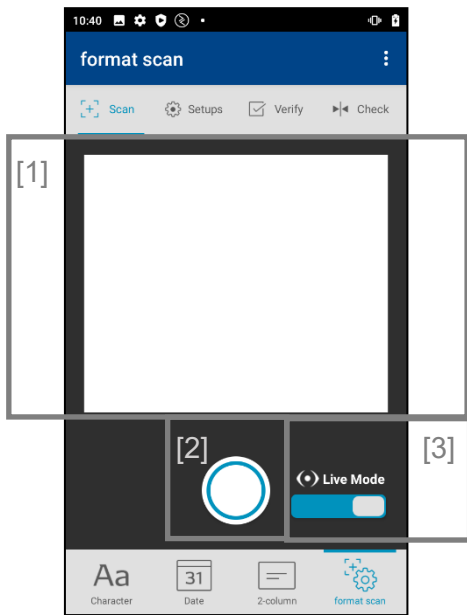 10:40
format scan
Scan Setups Verify Check
[1]
[2]
[3]
Live Mode
Aa 31
Character Date 2-column format scan